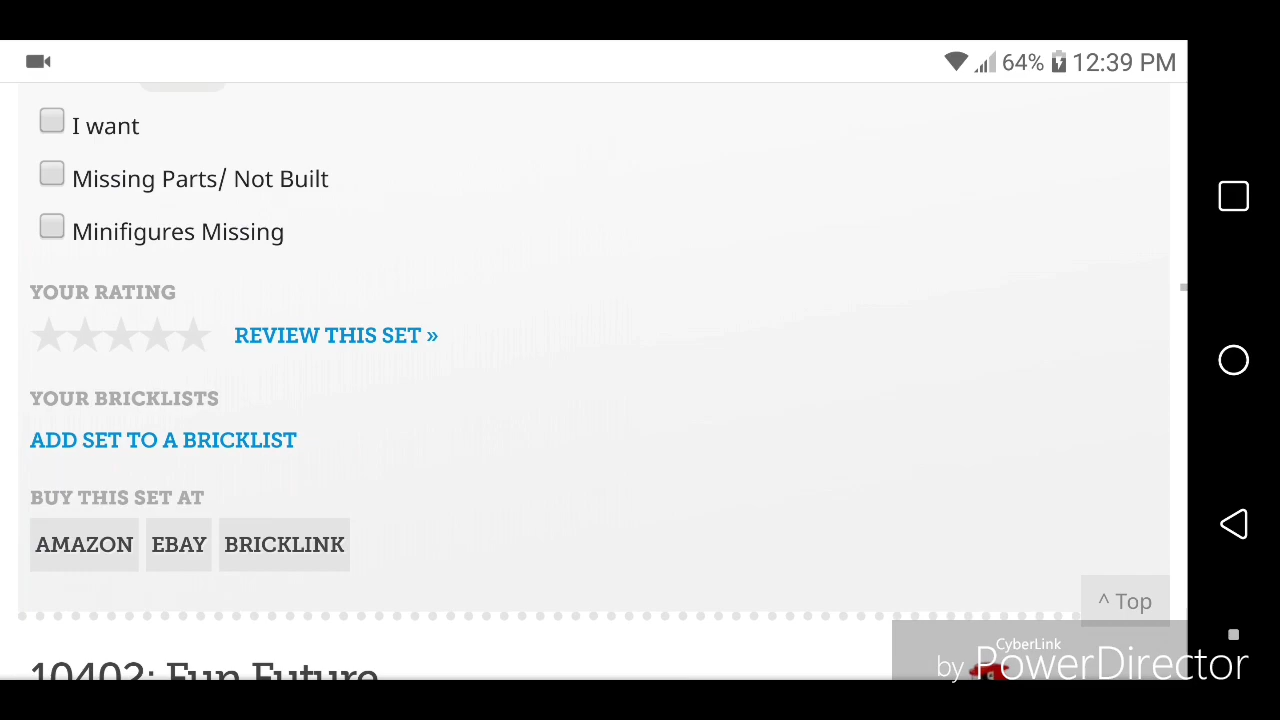 64% 12:39 PM
I want
Missing Parts/ Not Built
Minifigures Missing
YOUR RATING
REVIEW THIS SET »
YOUR BRICKLISTS
ADD SET TO A BRICKLIST
BUY THIS SET AT
AMAZON EBAY BRICKLINK
^ Top
10402: Fun Future
CyberLink
by PowerDirector